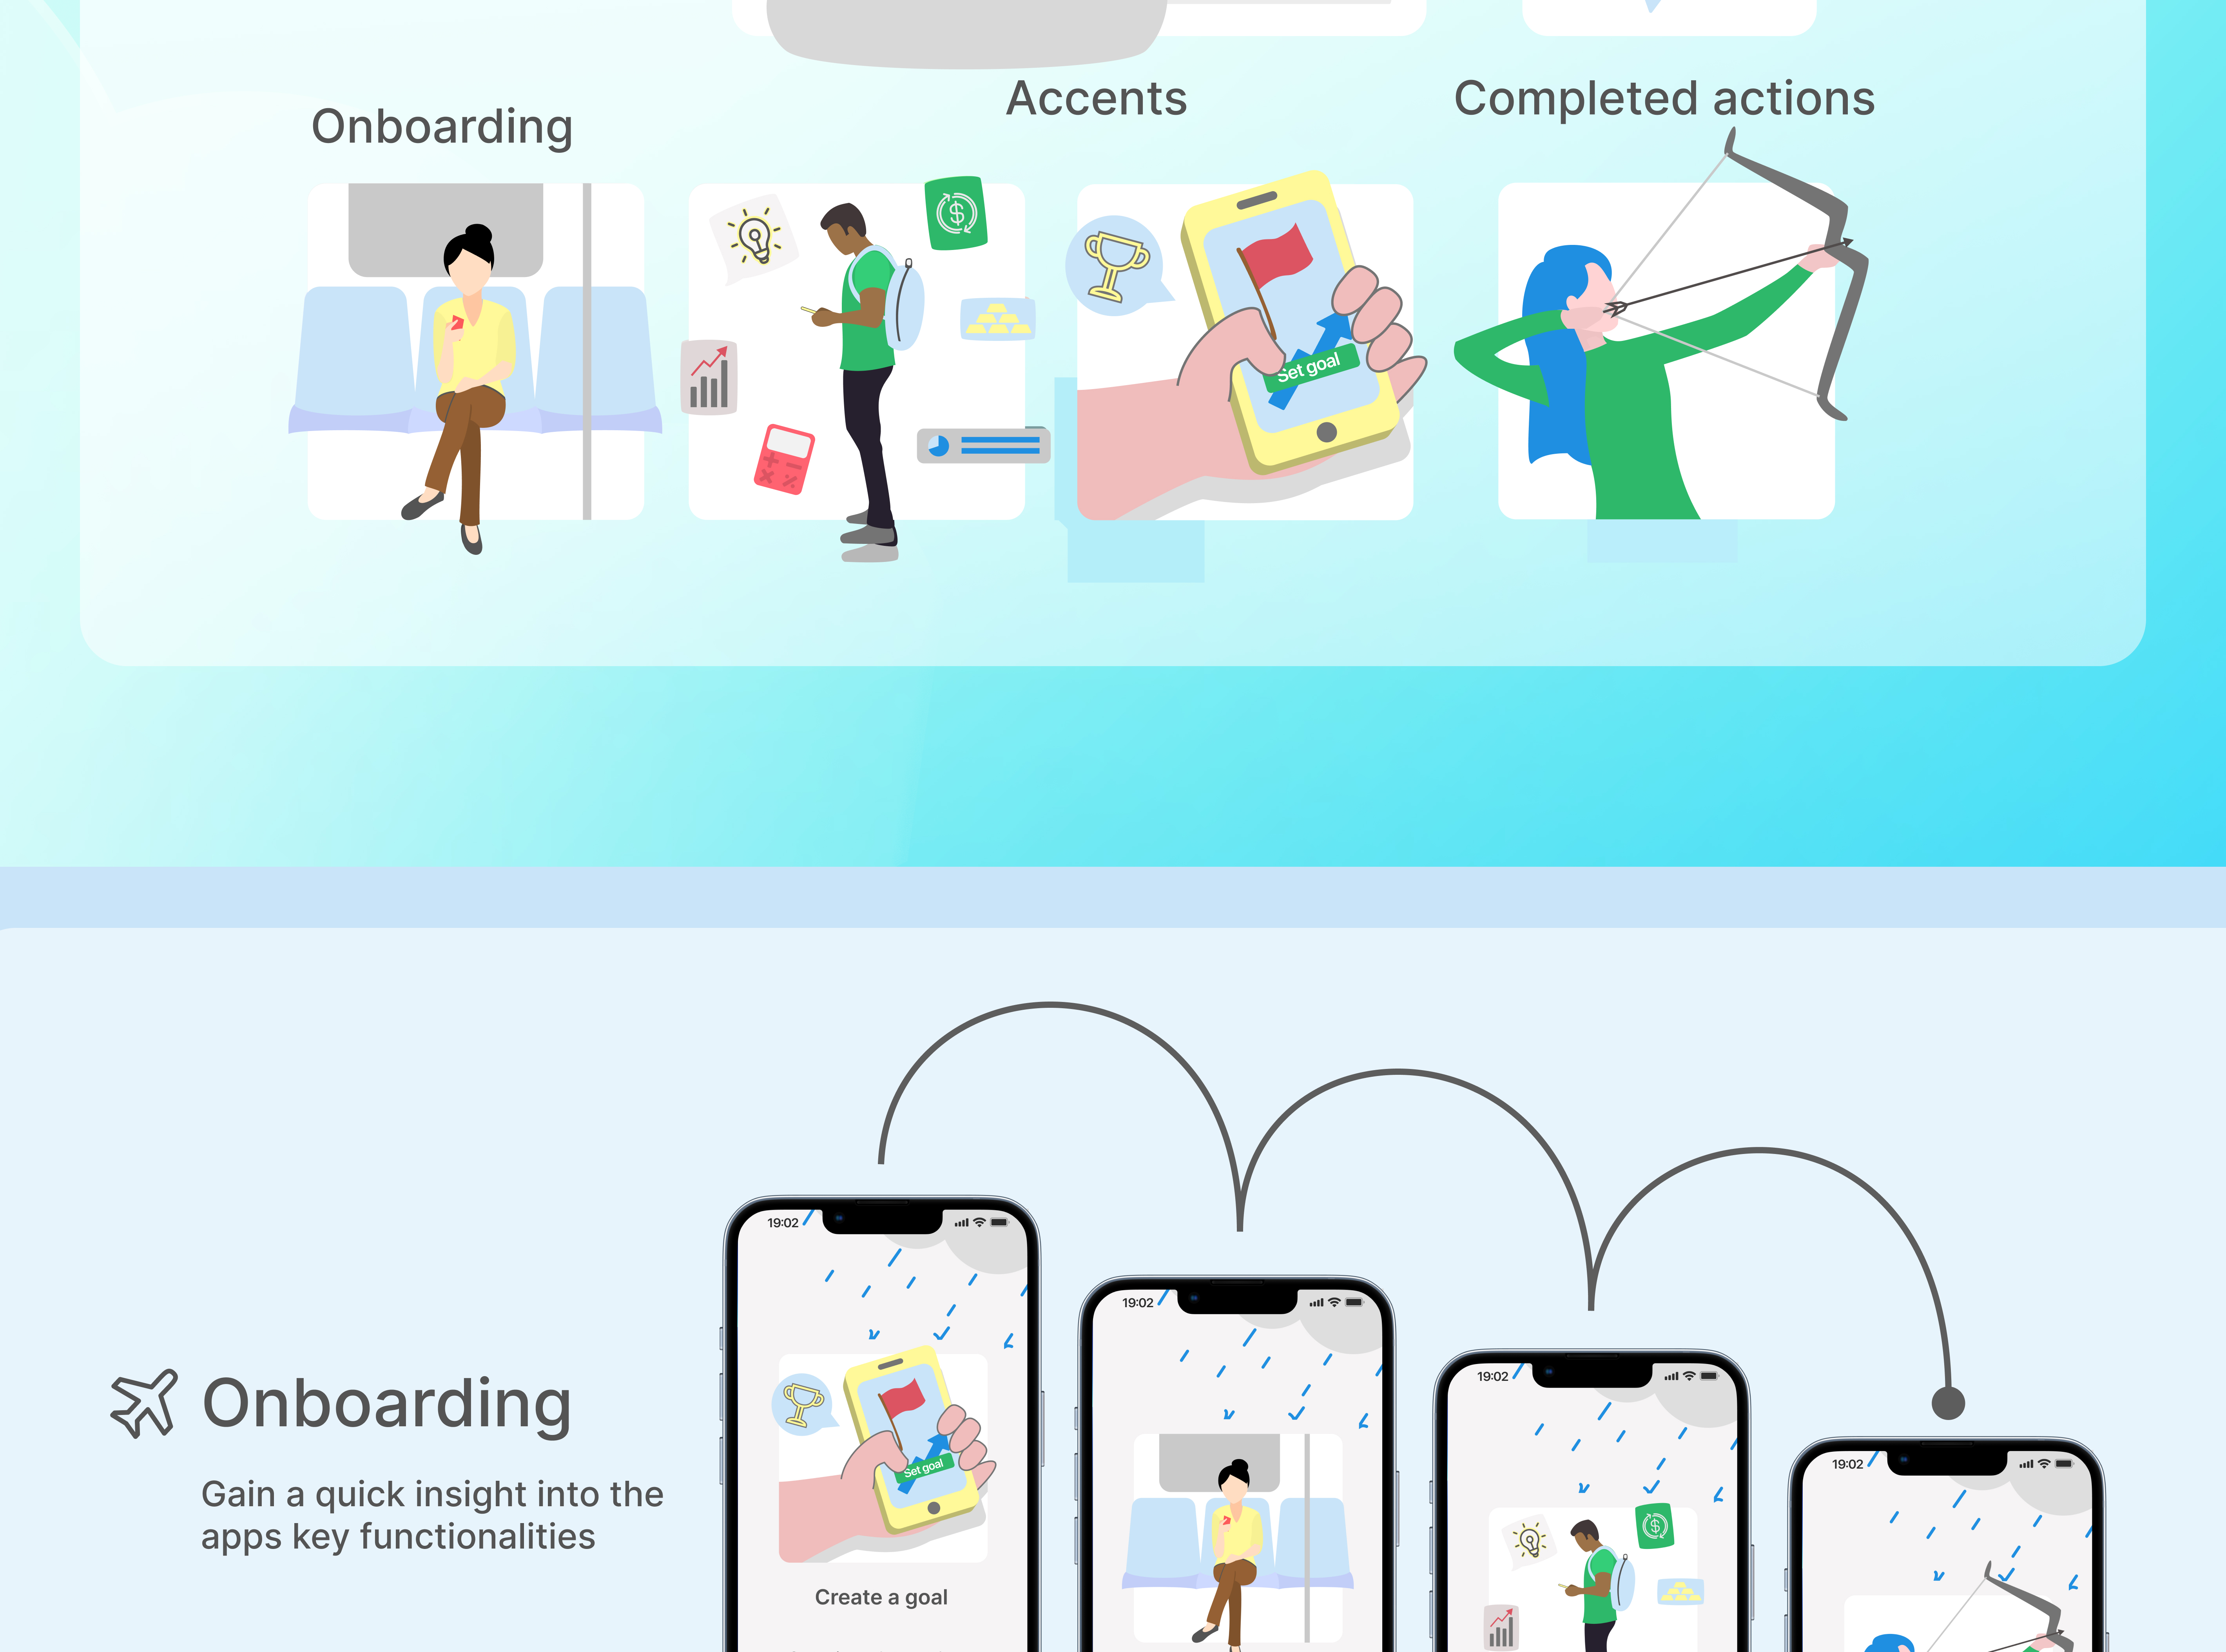 Accents
Completed actions
Onboarding
$
Set goal
19:02
19:02
19:02
19:02
Onboarding
Gain a quick insight into the
apps key functionalities
Set goal
$
Create a goal